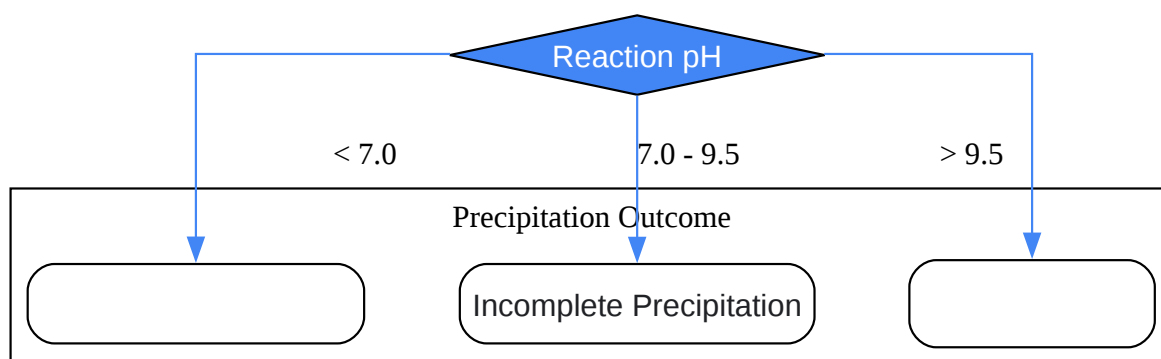 Reaction pH
< 7.0
7.0 - 9.5
> 9.5
Precipitation Outcome
Incomplete Precipitation